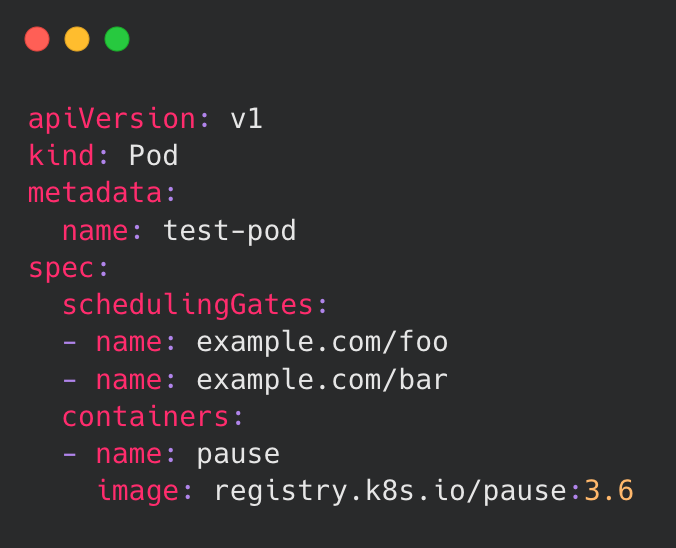 apiVersion: v1
kind: Pod
metadata:
  name: test-pod
spec:
  schedulingGates:
  - name: example.com/foo
  - name: example.com/bar
  containers:
  - name: pause
    image: registry.k8s.io/pause:3.6